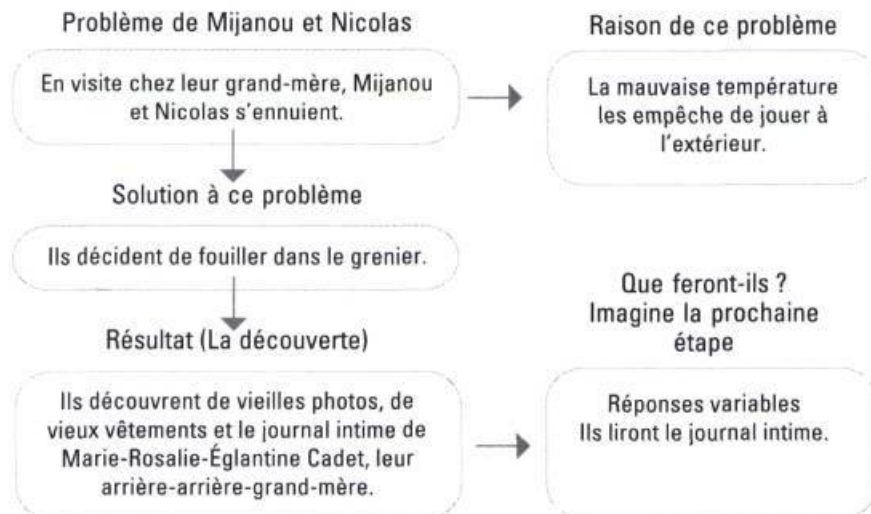 Problème de Mijanou et Nicolas
En visite chez leur grand-mère, Mijanou
et Nicolas s'ennuient.
Raison de ce problème
La mauvaise température
les empêche de jouer à
l'extérieur.
Solution à ce problème
Ils décident de fouiller dans le grenier.
Résultat (La découverte)
Ils découvrent de vieilles photos, de
vieux vêtements et le journal intime de
Marie-Rosalie-Églantine Cadet, leur
arrière-arrière-grand-mère.
Que feront-ils ?
Imagine la prochaine
étape
Réponses variables
Ils liront le journal intime.